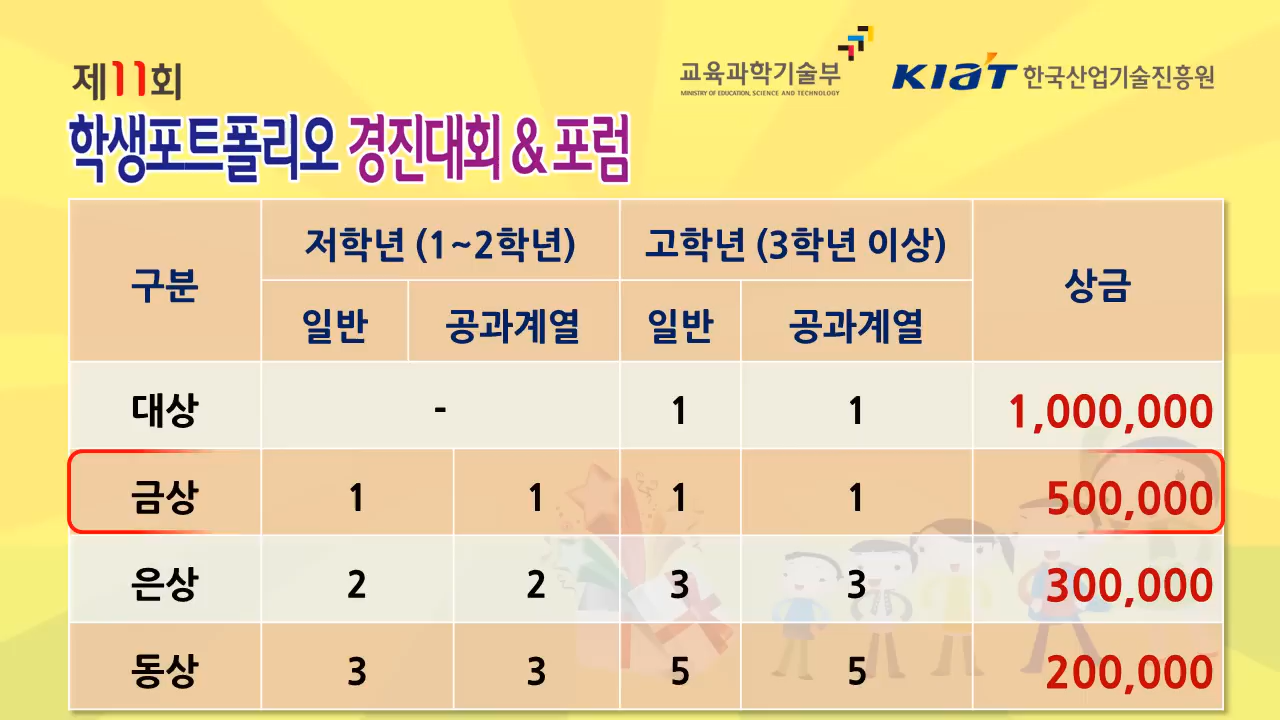 제11회
학생포트폴리오 경진대회 & 포럼
교육과학기술부
MINISTRY OF EDUCATION, SCIENCE AND TECHNOLOGY
KIAT 한국산업기술진흥원
구분 저학년 (1~2학년) 고학년 (3학년 이상) 상금
일반 공과계열 일반 공과계열
대상 - 1 1 1,000,000
금상 1 1 1 1 500,000
은상 2 2 3 3 300,000
동상 3 3 5 5 200,000